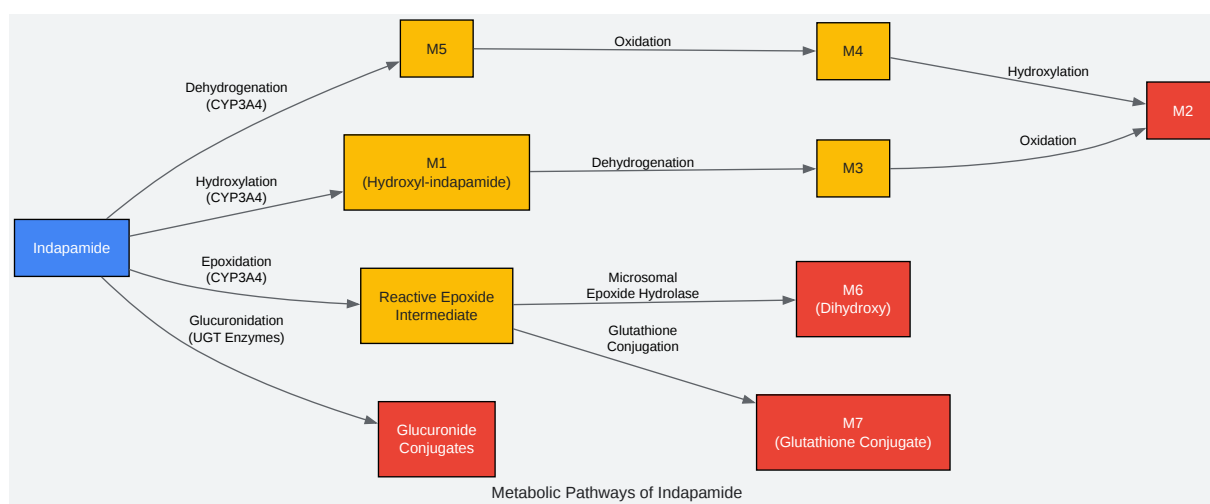 M5
Oxidation
M4
Dehydrogenation
(CYP3A4)
Hydroxylation
M2
M1
(Hydroxyl-indapamide)
Dehydrogenation
M3
Oxidation
Hydroxylation
(CYP3A4)
Indapamide
Epoxidation
(CYP3A4)
Reactive Epoxide
Intermediate
Microsomal
Epoxide Hydrolase
M6
(Dihydroxy)
Glucuronidation
(UGT Enzymes)
Glutathione
Conjugation
Glucuronide
Conjugates
M7
(Glutathione Conjugate)
Metabolic Pathways of Indapamide